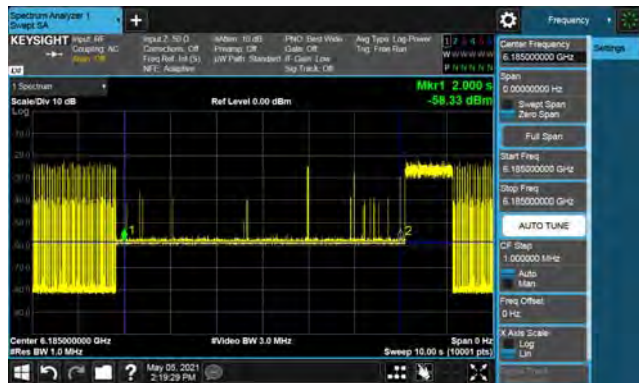 Spectrum Analyzer 1
Swept SA
+
Frequency
KEYSIGHT
Input: RF
Coupling: AC
Align: Off
Input Z: 50 Ω
Corrections: Off
Freq Ref: Int (S)
NFE: Adaptive
#Atten: 10 dB
Preamp: Off
µW Path: Standard
PNO: Best Wide
Gate: Off
IF Gain: Low
Sig Track: Off
Avg Type: Log-Power
Trig: Free Run
1 2 3 4 5 6
W W W W W W
P N N N N N
1 Spectrum
Scale/Div 10 dB
Log
Ref Level 0.00 dBm
Mkr1 2.000 s
-58.33 dBm
1
2
Center 6.185000000 GHz
#Res BW 1.0 MHz
#Video BW 3.0 MHz
Span 0 Hz
Sweep 10.00 s (10001 pts)
May 05, 2021
2:19:29 PM
?
Center Frequency
6.185000000 GHz
Settings
Span
0.00000000 Hz
Swept Span
Zero Span
Full Span
Start Freq
6.185000000 GHz
Stop Freq
6.185000000 GHz
AUTO TUNE
CF Step
1.000000 MHz
Auto
Man
Freq Offset
0 Hz
X Axis Scale
Log
Lin